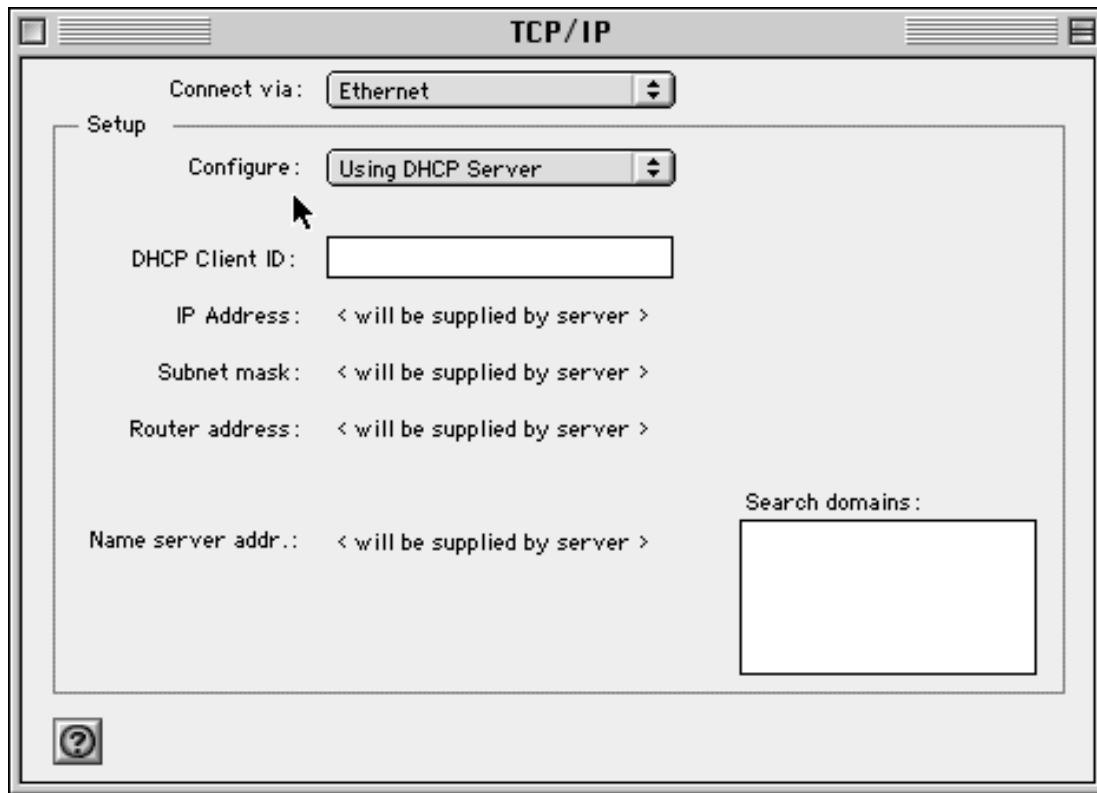 TCP/IP
Connect via: Ethernet
Setup
Configure: Using DHCP Server
DHCP Client ID:
IP Address: < will be supplied by server >
Subnet mask: < will be supplied by server >
Router address: < will be supplied by server >
Search domains:
Name server addr.: < will be supplied by server >
?